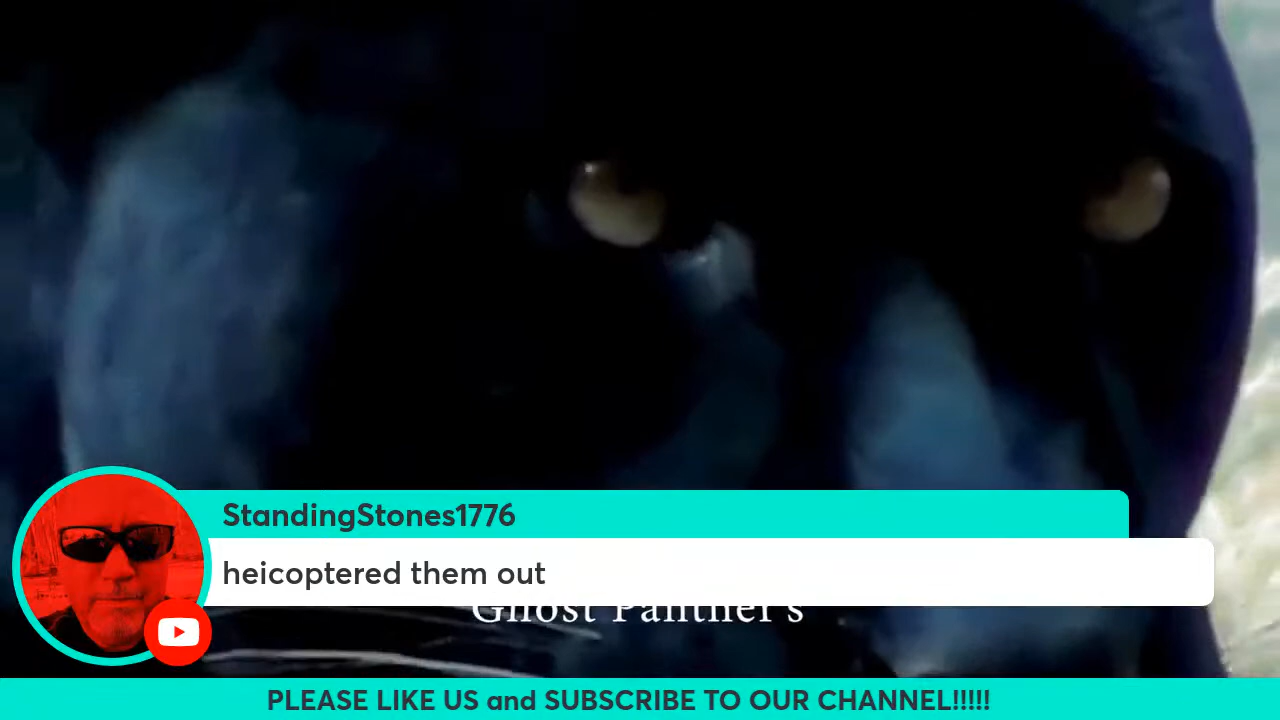 StandingStones1776
heicoptered them out
Ghost Panther's
PLEASE LIKE US and SUBSCRIBE TO OUR CHANNEL!!!!!